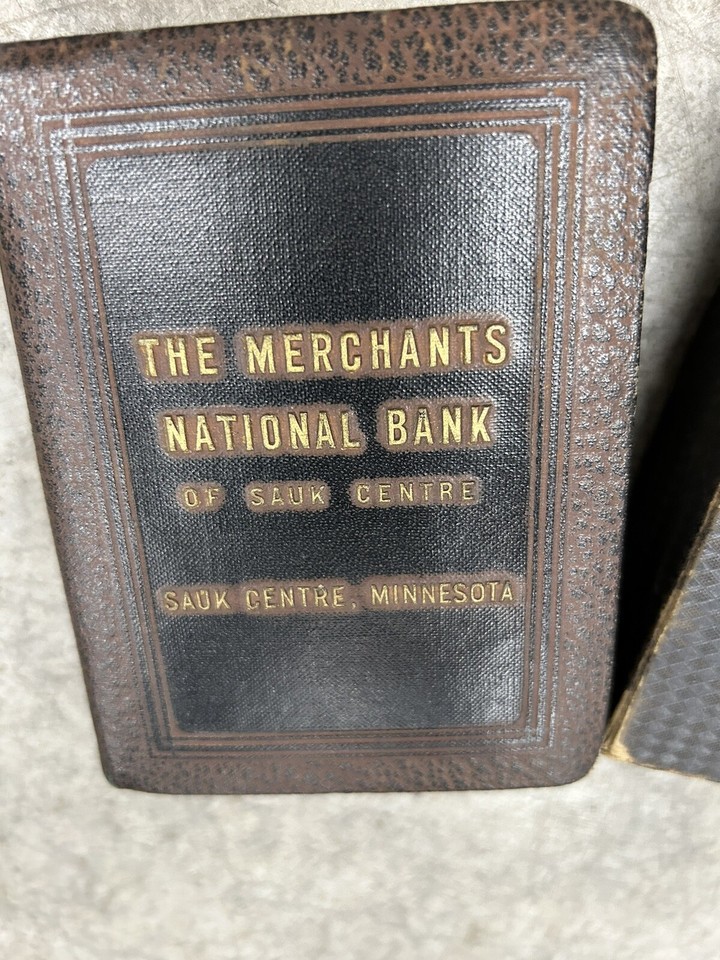 THE MERCHANTS
NATIONAL BANK
OF SAUK CENTRE
SAUK CENTRE, MINNESOTA